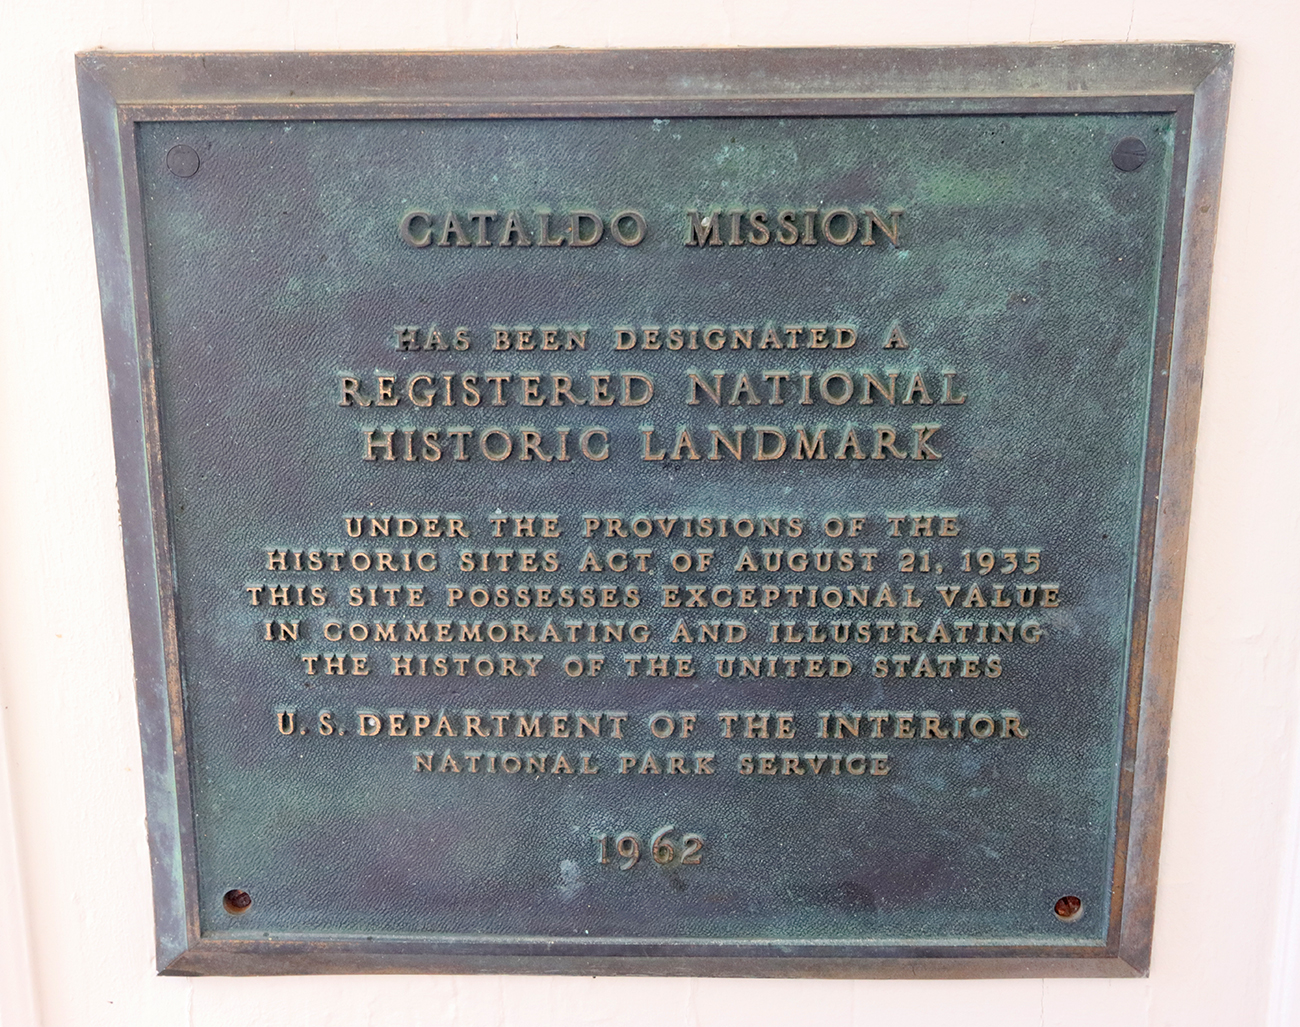 CATALDO MISSION
HAS BEEN DESIGNATED A
REGISTERED NATIONAL
HISTORIC LANDMARK
UNDER THE PROVISIONS OF THE
HISTORIC SITES ACT OF AUGUST 21, 1935
THIS SITE POSSESSES EXCEPTIONAL VALUE
IN COMMEMORATING AND ILLUSTRATING
THE HISTORY OF THE UNITED STATES
U. S. DEPARTMENT OF THE INTERIOR
NATIONAL PARK SERVICE
1962